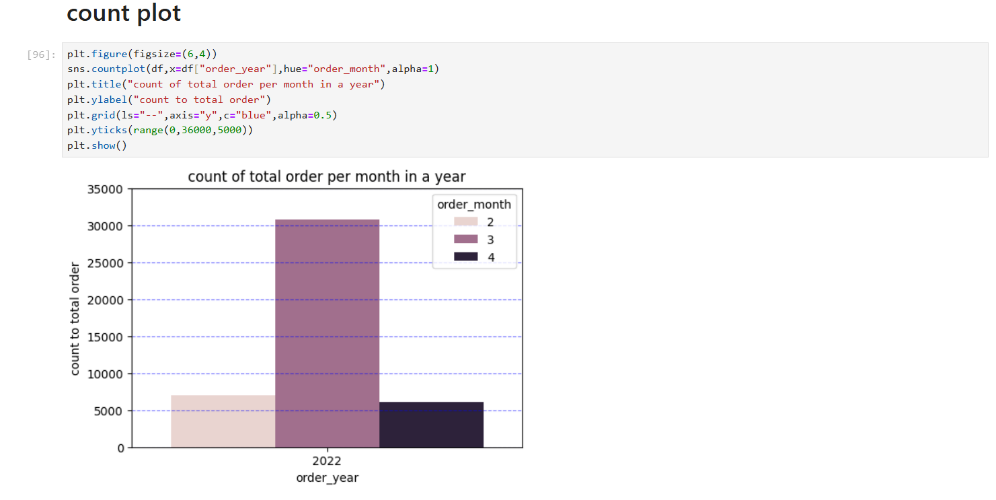 count plot
[96]:
plt.figure(figsize=(6,4))
sns.countplot(df,x=df["order_year"],hue="order_month",alpha=1)
plt.title("count of total order per month in a year")
plt.ylabel("count to total order")
plt.grid(ls="--",axis="y",c="blue",alpha=0.5)
plt.yticks(range(0,36000,5000))
plt.show()
count of total order per month in a year
35000
30000
25000
20000
15000
10000
5000
0
count to total order
order_month
2
3
4
2022
order_year